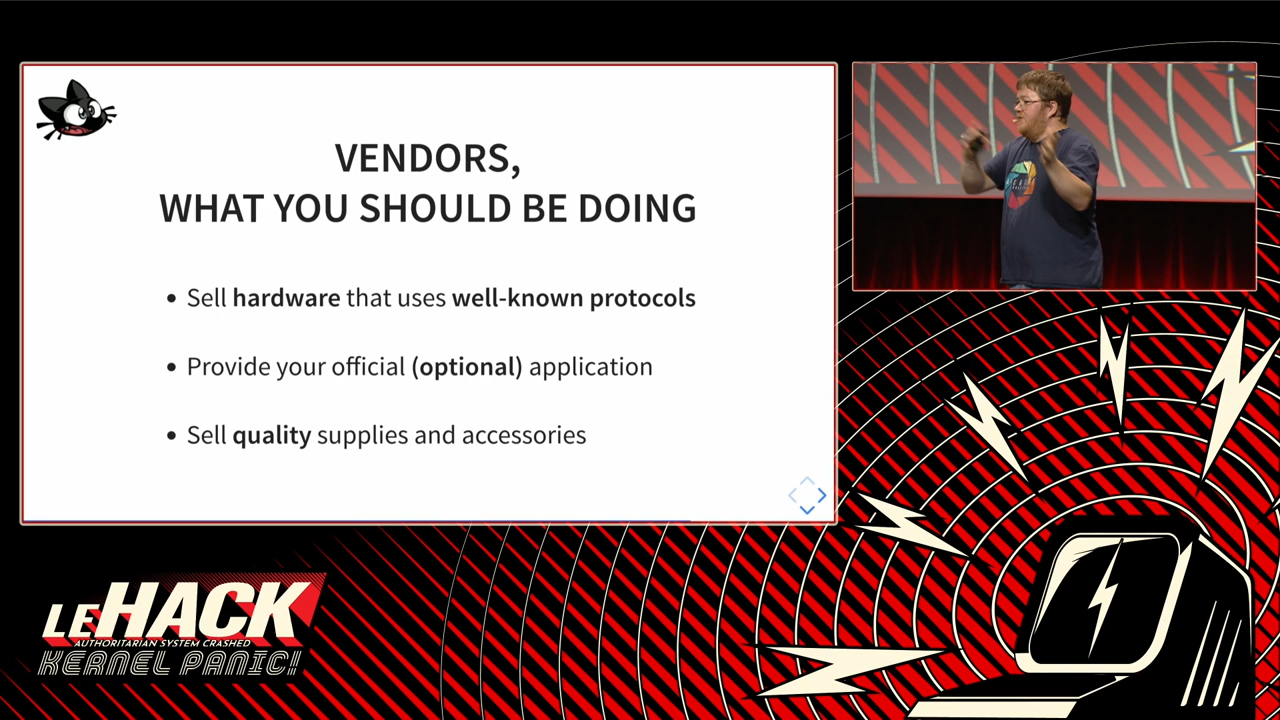 VENDORS,
WHAT YOU SHOULD BE DOING
Sell hardware that uses well-known protocols
Provide your official (optional) application
Sell quality supplies and accessories
LEHACK
AUTHORITARIAN SYSTEM CRASHED
KERNEL PANIC!